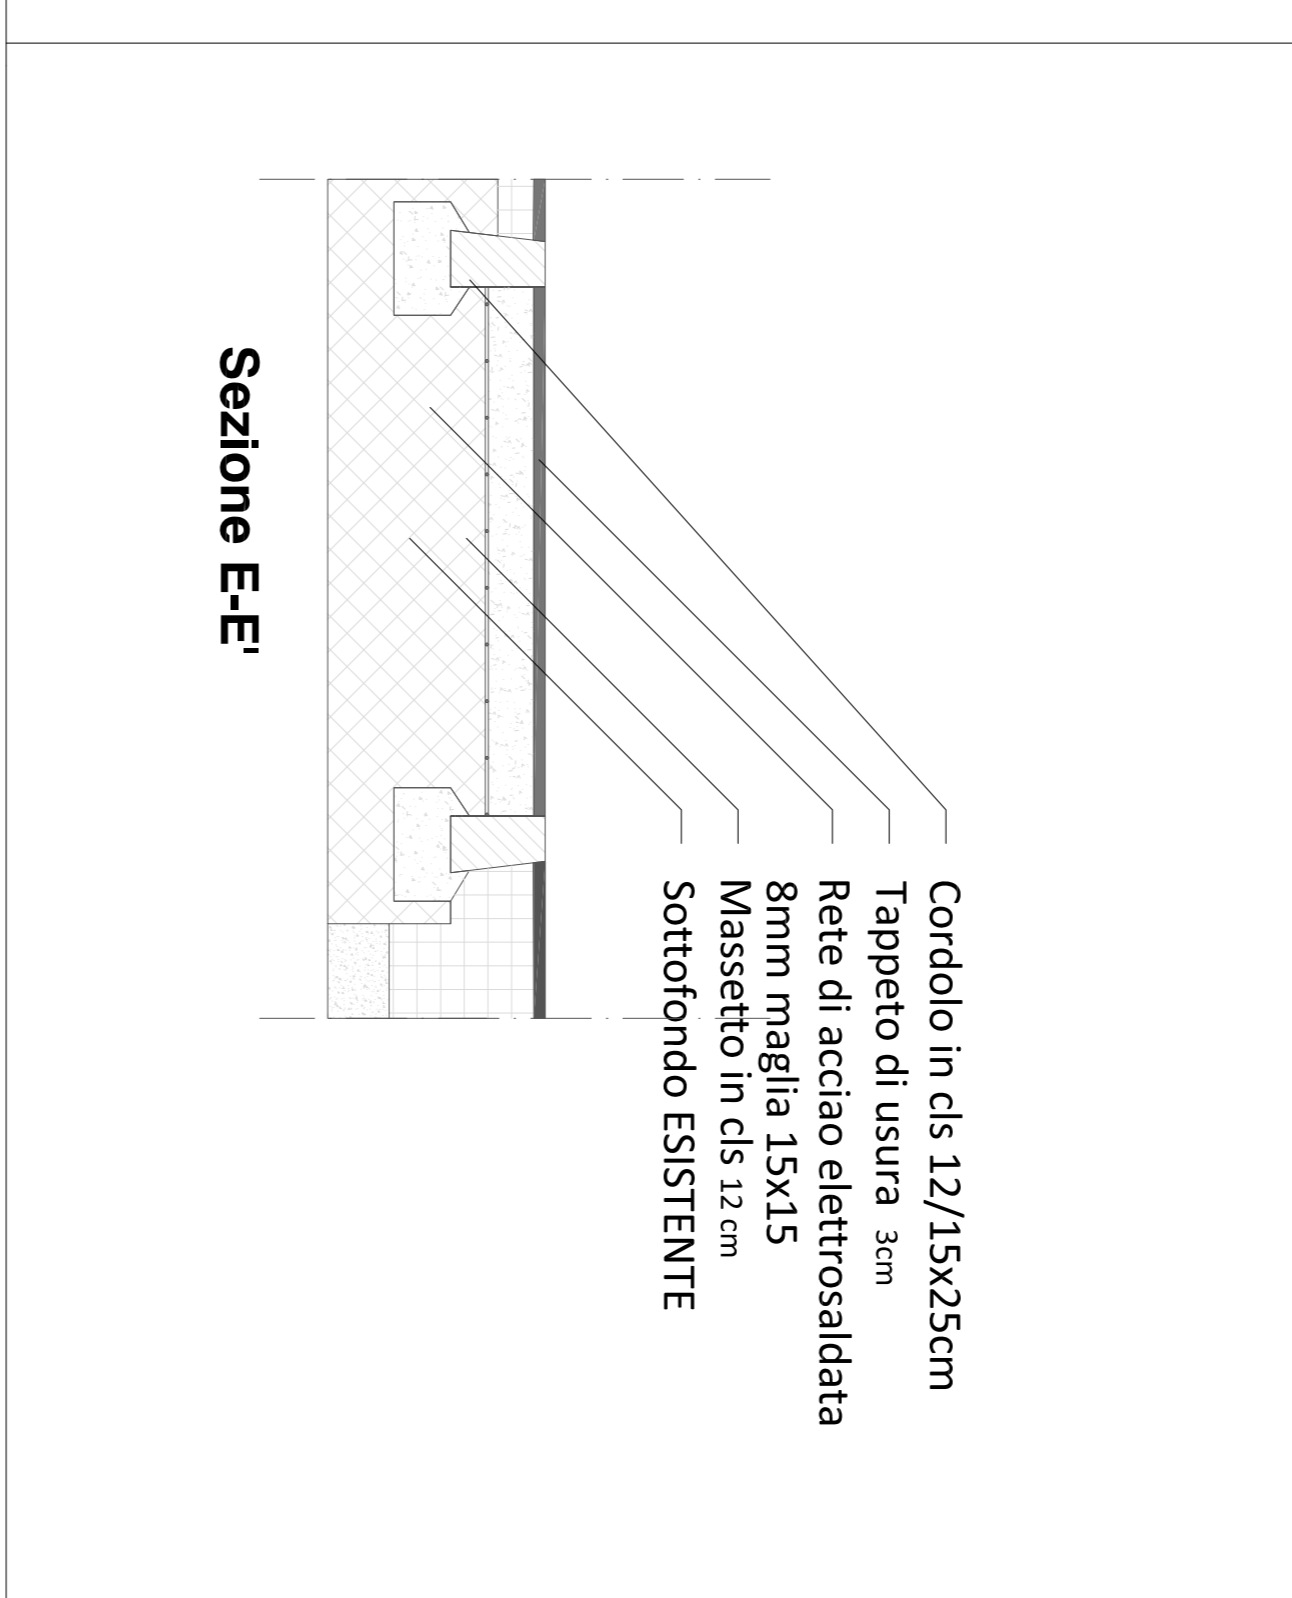 Cordolo in cls 12/15x25cm
Tappeto di usura 3cm
Rete di acciao elettrosaldata
8mm maglia 15x15
Massetto in cls 12 cm
Sottofondo ESISTENTE
Sezione E-E'